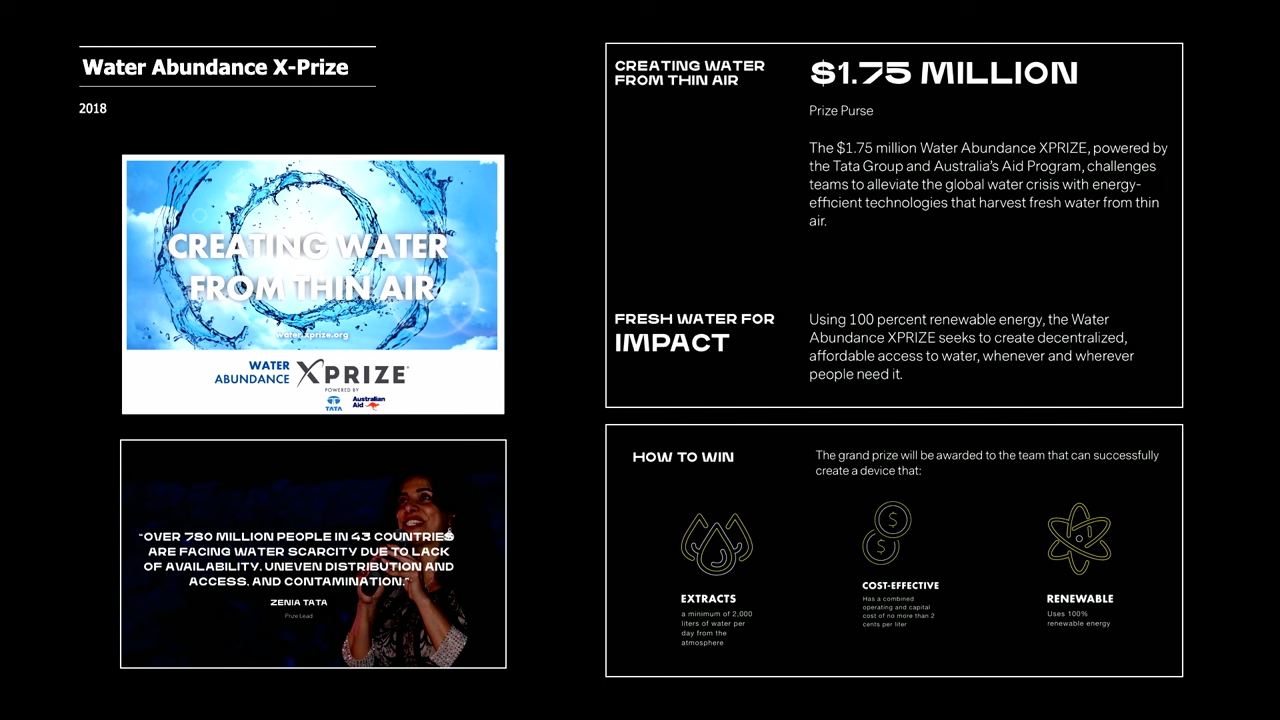 Water Abundance X-Prize
2018
CREATING WATER
FROM THIN AIR
water.xprize.org
WATER
ABUNDANCE
XPRIZE
POWERED BY
TATA
Australian
Aid
"OVER 780 MILLION PEOPLE IN 43 COUNTRIES
ARE FACING WATER SCARCITY DUE TO LACK
OF AVAILABILITY, UNEVEN DISTRIBUTION AND
ACCESS, AND CONTAMINATION."
ZENIA TATA
Prize Lead
CREATING WATER
FROM THIN AIR
$1.75 MILLION
Prize Purse
The $1.75 million Water Abundance XPRIZE, powered by
the Tata Group and Australia's Aid Program, challenges
teams to alleviate the global water crisis with energy-
efficient technologies that harvest fresh water from thin
air.
FRESH WATER FOR
IMPACT
Using 100 percent renewable energy, the Water
Abundance XPRIZE seeks to create decentralized,
affordable access to water, whenever and wherever
people need it.
HOW TO WIN
The grand prize will be awarded to the team that can successfully
create a device that:
EXTRACTS
a minimum of 2,000
liters of water per
day from the
atmosphere
COST-EFFECTIVE
Has a combined
operating and capital
cost of no more than 2
cents per liter
RENEWABLE
Uses 100%
renewable energy